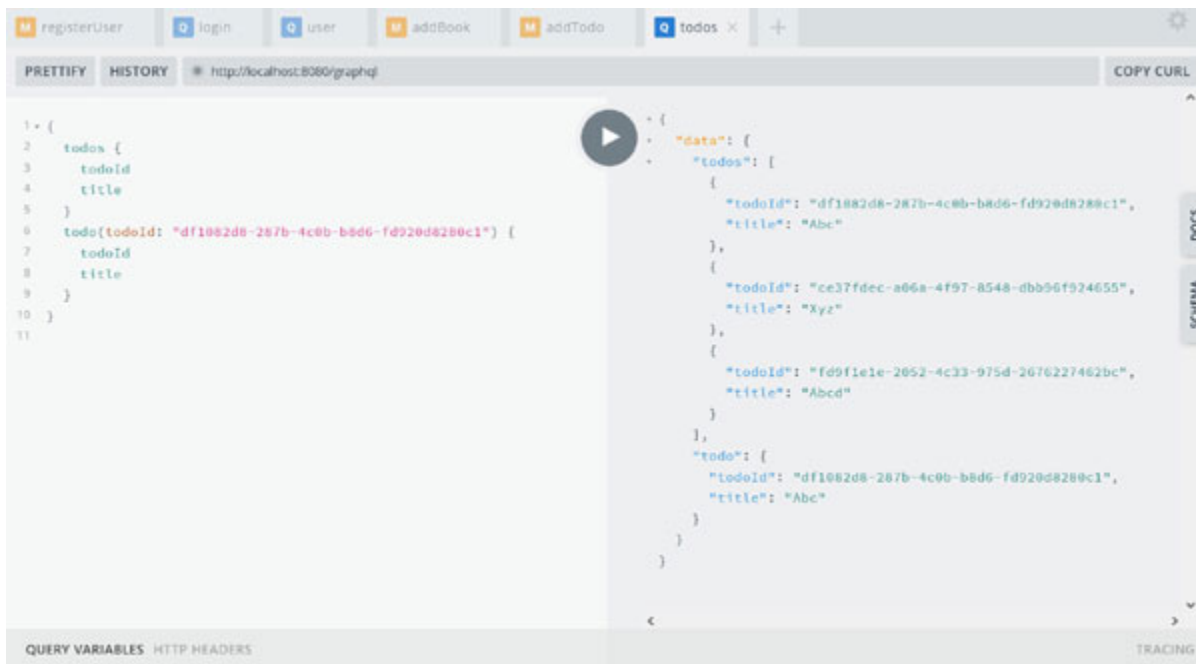 M registerUser Q login Q user M addBook M addTodo Q todos × +
PRETTIFY HISTORY http://localhost:8080/graphql COPY CURL
1 {
2 todos {
3 todoId
4 title
5 }
6 todo(todoId: "df1082d8-287b-4c0b-b8d6-fd920d8280c1") {
7 todoId
8 title
9 }
10 }
11
{
"data": {
"todos": [
{
"todoId": "df1082d8-287b-4c0b-b8d6-fd920d8280c1",
"title": "Abc"
},
{
"todoId": "ce37fdec-a06a-4f97-8548-dbb96f924655",
"title": "Xyz"
},
{
"todoId": "fd9f1e1e-2052-4c33-975d-2676227462bc",
"title": "Abcd"
}
],
"todo": {
"todoId": "df1082d8-287b-4c0b-b8d6-fd920d8280c1",
"title": "Abc"
}
}
}
DOCS
SCHEMA
QUERY VARIABLES HTTP HEADERS TRACING